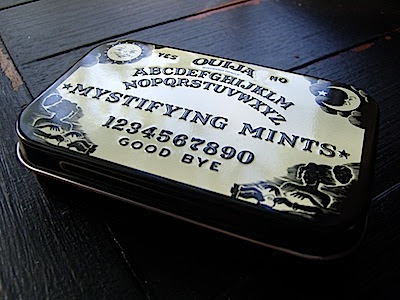 YES OUIJA NO
ABCDEFGHIJKLM
NOPQRSTUVWXYZ
★MYSTIFYING MINTS★
1234567890
GOOD BYE